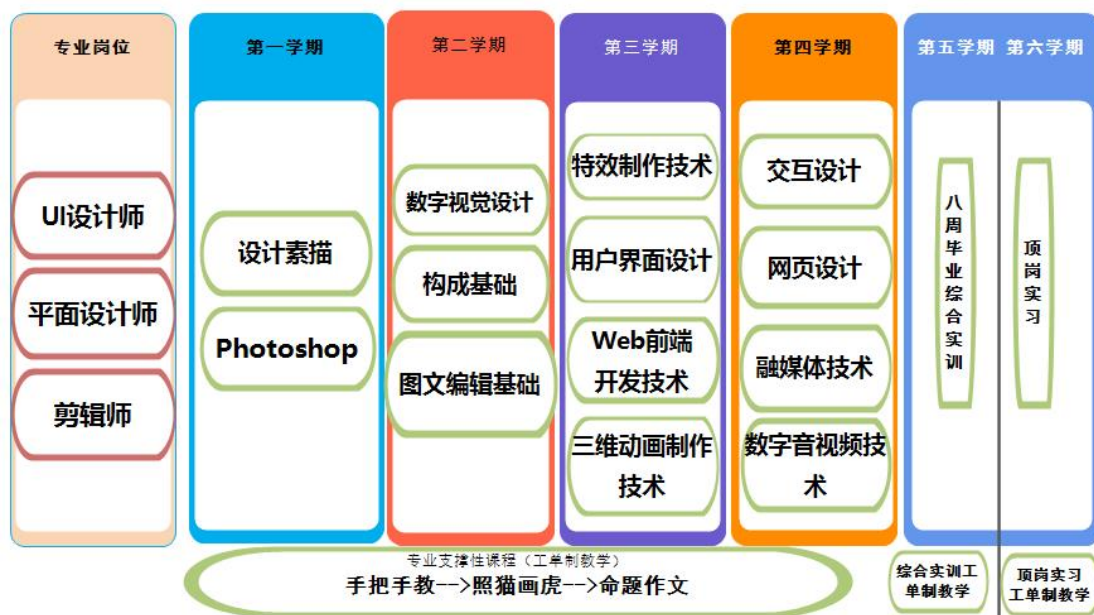 专业岗位
UI设计师
平面设计师
剪辑师
第一学期
设计素描
Photoshop
第二学期
数字视觉设计
构成基础
图文编辑基础
第三学期
特效制作技术
用户界面设计
Web前端
开发技术
三维动画制作
技术
第四学期
交互设计
网页设计
融媒体技术
数字音视频技
术
第五学期
八周毕业综合实训
第六学期
顶岗实习
专业支撑性课程（工单制教学）
手把手教-->照猫画虎-->命题作文
综合实训工
单制教学
顶岗实习
工单制教学